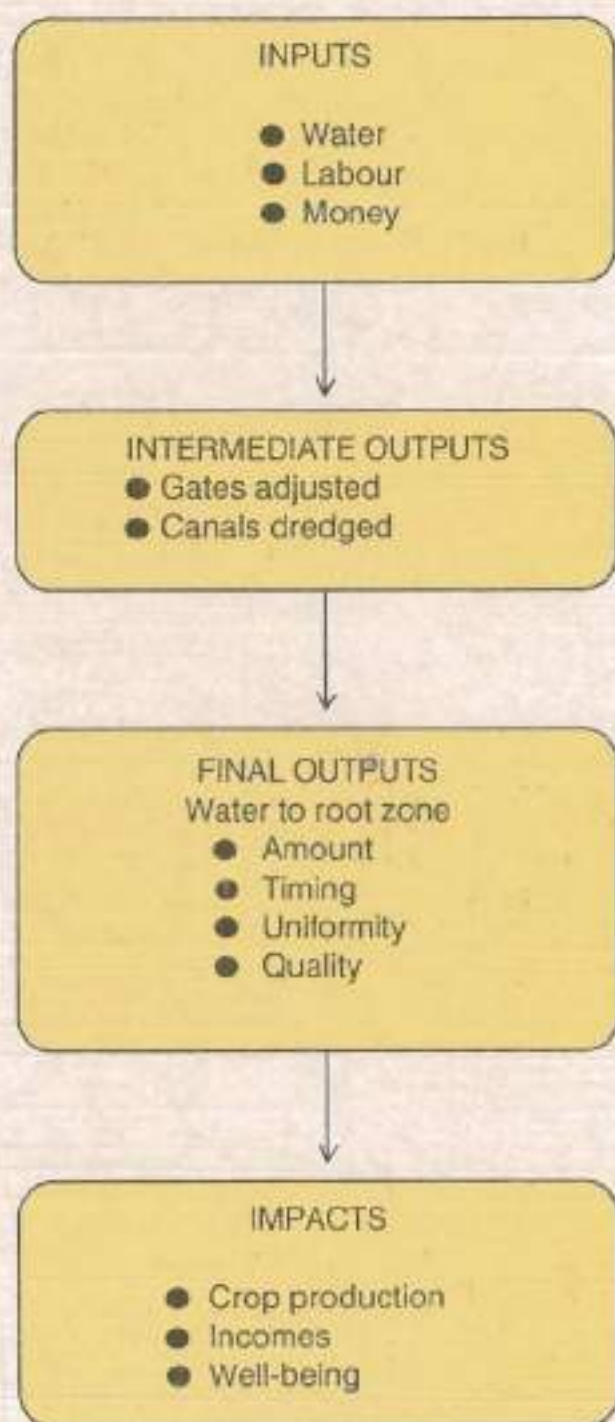 INPUTS
● Water
● Labour
● Money
INTERMEDIATE OUTPUTS
● Gates adjusted
● Canals dredged
FINAL OUTPUTS
Water to root zone
● Amount
● Timing
● Uniformity
● Quality
IMPACTS
● Crop production
● Incomes
● Well-being